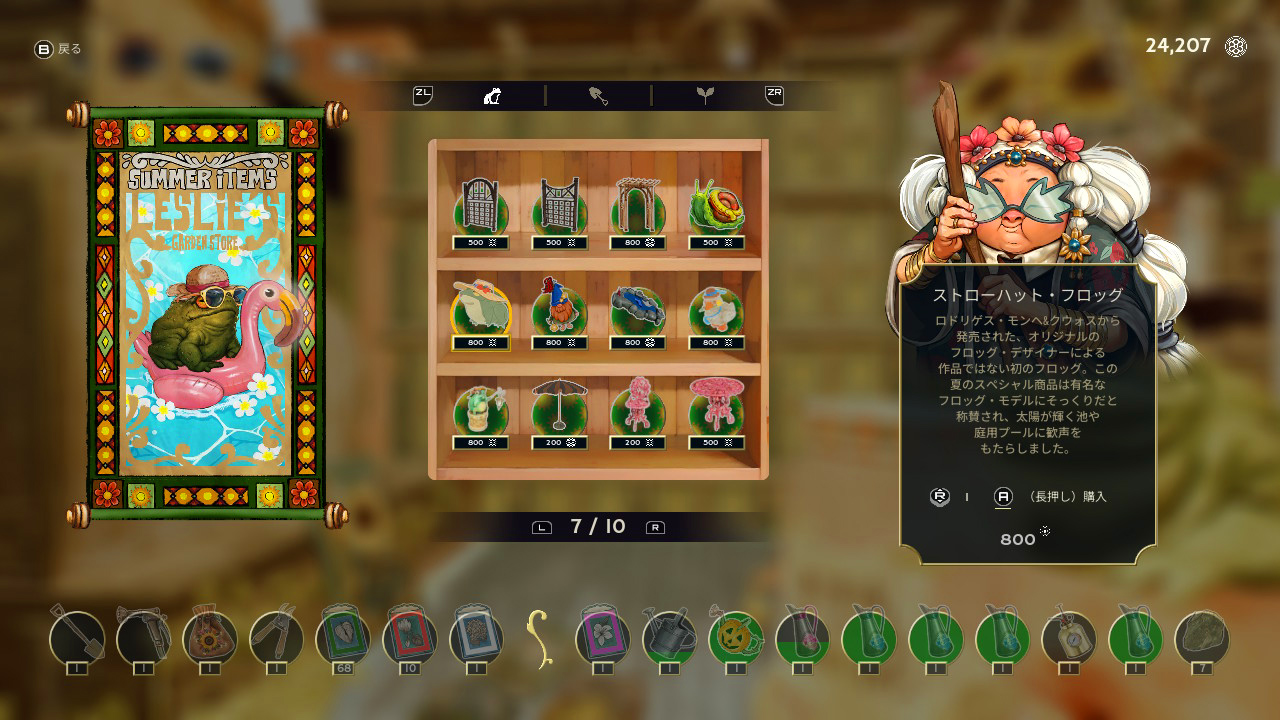 B 戻る
24,207
ZL
ZR
SUMMER ITEMS
LESLIE'S
GARDEN STORE
500
500
800
500
800
800
800
800
800
200
200
500
L 7 / 10 R
ストローハット・フロッグ
ロドリゲス・モンヘ&クウォスから
発売された、オリジナルの
フロッグ・デザイナーによる
作品ではない初のフロッグ。この
夏のスペシャル商品は有名な
フロッグ・モデルにそっくりだと
称賛され、太陽が輝く池や
庭用プールに歓声を
もたらしました。
R 1 A （長押し）購入
800
1
1
1
1
68
10
1
1
1
1
1
1
1
1
1
1
7